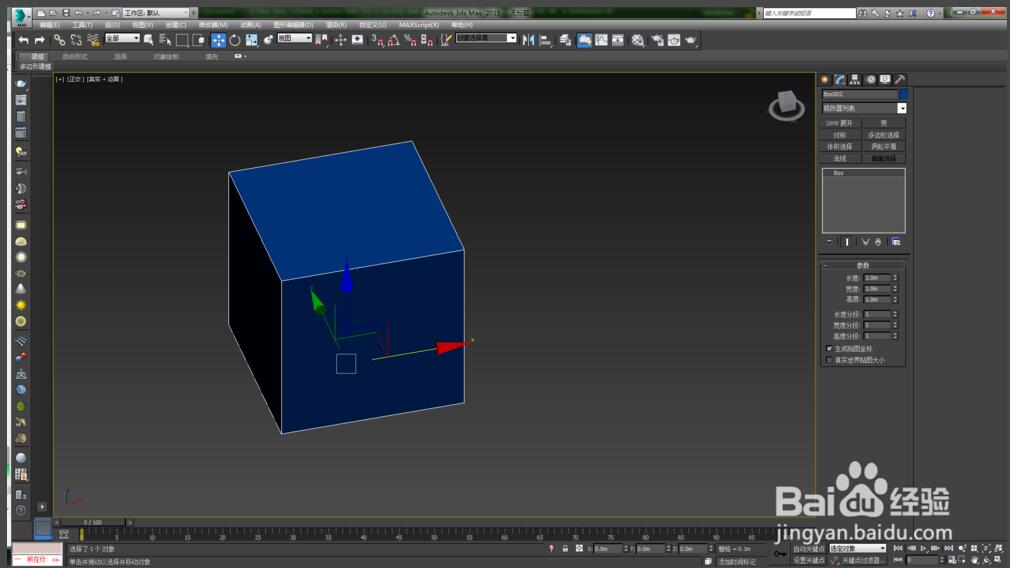 工作区: 默认
Autodesk 3ds Max 2015 无标题
键入关键字或短语
MAX
编辑(E) 工具(T) 组(G) 视图(V) 创建(C) 修改器(M) 动画(A) 图形编辑器(D) 渲染(R) 自定义(U) MAXScript(X) 帮助(H)
全部
视图
创建选择集
建模 自由形式 选择 对象绘制 填充
多边形建模
[+] [正交] [真实 + 边面]
Box002
修改器列表
UVW 展开 壳
对称 多边形选择
体积选择 涡轮平滑
法线 曲面选择
Box
参数
长度: 1.0m
宽度: 1.0m
高度: 1.0m
长度分段: 1
宽度分段: 1
高度分段: 1
生成贴图坐标
真实世界贴图大小
x
Baidu 经验
jingyan.baidu.com
0 / 100
0 5 10 15 20 25 30 35 40 45 50 55 60 65 70 75 80 85 90 95
选择了 1 个 对象
X: 0.0m Y: 0.0m Z: 0.0m 栅格 = 0.1m
自动关键点 选定对象
所在行:
单击并拖动以选择并移动对象
添加时间标记
设置关键点 关键点过滤器...
0